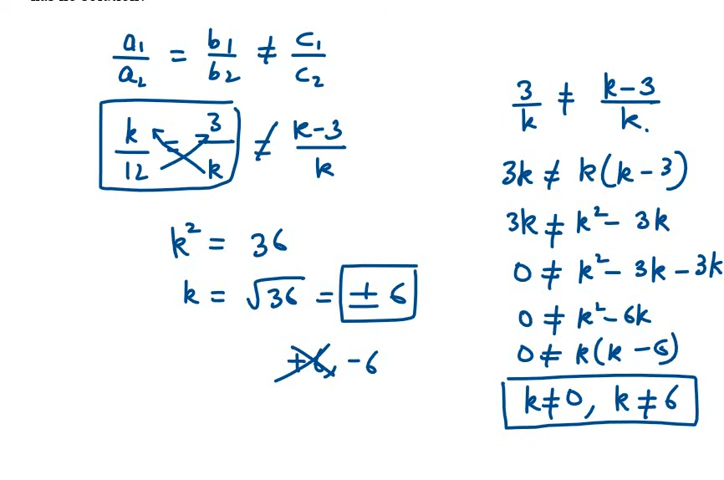 a₁/a₂ = b₁/b₂ ≠ c₁/c₂
k/12 = 3/k ≠ k-3/k
k² = 36
k = √36 = ± 6
+6, -6
3/k ≠ k-3/k.
3k ≠ k(k-3)
3k ≠ k² - 3k
0 ≠ k² - 3k - 3k
0 ≠ k² - 6k
0 ≠ k(k-6)
k≠0, k≠6